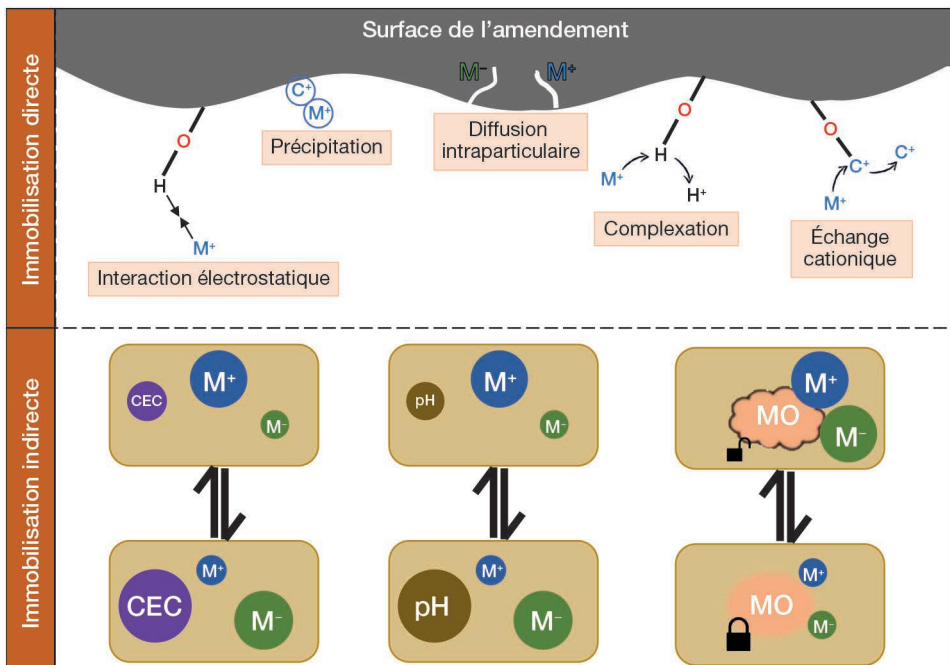 Immobilisation directe
Surface de l'amendement
M⁻
M⁺
C⁺
M⁺
Précipitation
Diffusion
intraparticulaire
O
H
M⁺
Interaction électrostatique
O
H
M⁺
H⁺
Complexation
O
C⁺
C⁺
M⁺
Échange
cationique
Immobilisation indirecte
CEC
M⁺
M⁻
pH
M⁺
M⁻
MO
M⁺
M⁻
CEC
M⁺
M⁻
pH
M⁺
M⁻
MO
M⁺
M⁻